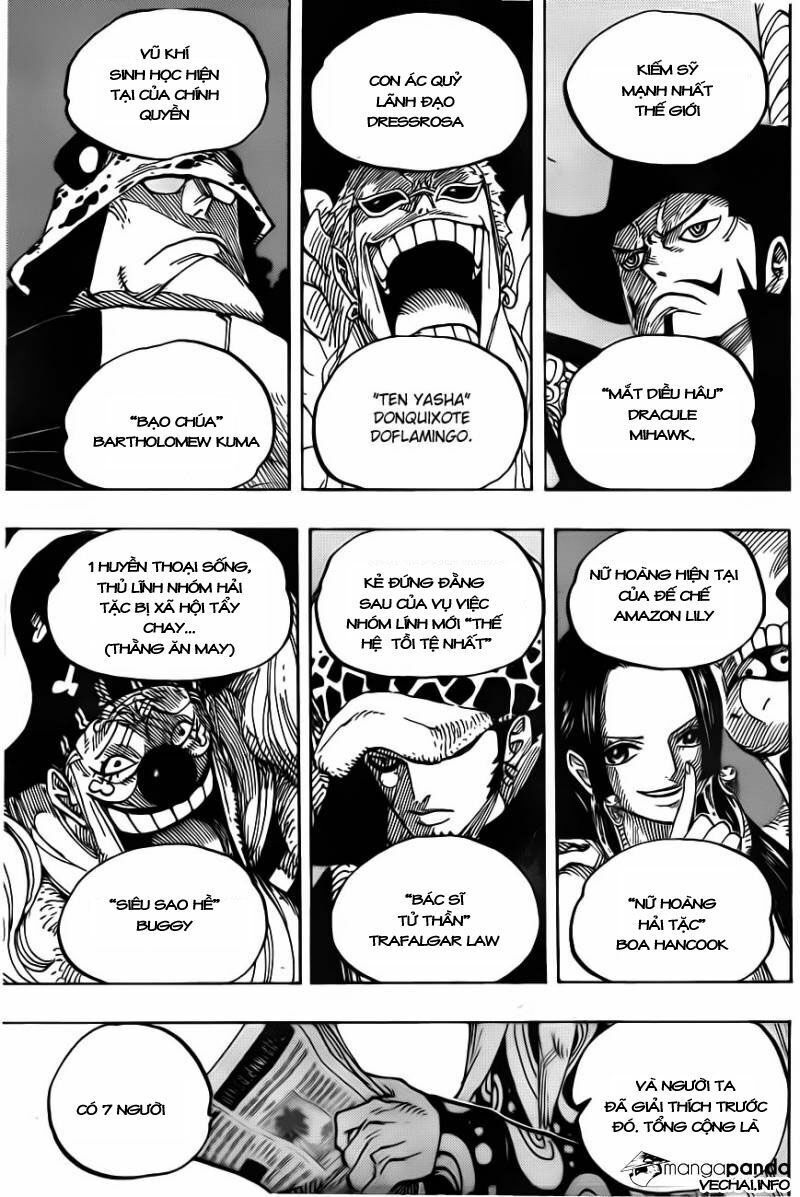 KIẾM SỸ
MẠNH NHẤT
THẾ GIỚI
"MẮT DIỀU HÂU"
DRACULE
MIHAWK.
CON ÁC QUỶ
LÃNH ĐẠO
DRESSROSA
"TEN YASHA"
DONQUIXOTE
DOFLAMINGO.
VŨ KHÍ
SINH HỌC HIỆN
TẠI CỦA CHÍNH
QUYỀN
"BẠO CHÚA"
BARTHOLOMEW KUMA
NỮ HOÀNG HIỆN TẠI
CỦA ĐẾ CHẾ
AMAZON LILY
"NỮ HOÀNG
HẢI TẶC"
BOA HANCOOK
KẺ ĐỨNG ĐẰNG
SAU CỦA VỤ VIỆC
NHÓM LÍNH MỚI "THẾ
HỆ TỒI TỆ NHẤT"
"BÁC SĨ
TỬ THẦN"
TRAFALGAR LAW
1 HUYỀN THOẠI SỐNG,
THỦ LĨNH NHÓM HẢI
TẶC BỊ XÃ HỘI TẨY
CHAY...
(THẰNG ĂN MAY)
"SIÊU SAO HỀ"
BUGGY
VÀ NGƯỜI TA
ĐÃ GIẢI THÍCH TRƯỚC
ĐÓ. TỔNG CỘNG LÀ
CÓ 7 NGƯỜI
mangapanda
VECHAI.INFO